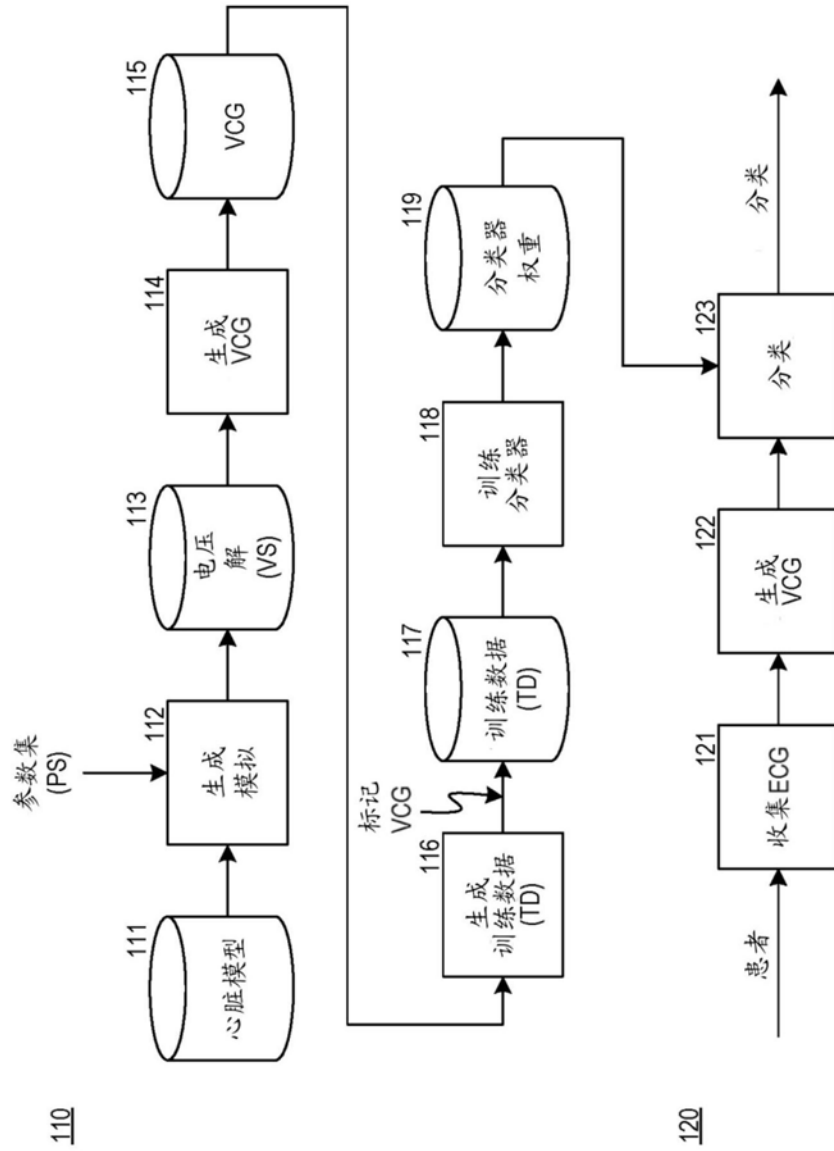 110
参数集
(PS)
111
心脏模型
112
生成
模拟
113
电压
解
(VS)
114
生成
VCG
115
VCG
116
生成
训练数据
(TD)
标记
VCG
117
训练数据
(TD)
118
训练
分类器
119
分类器
权重
120
患者
121
收集ECG
122
生成
VCG
123
分类
分类